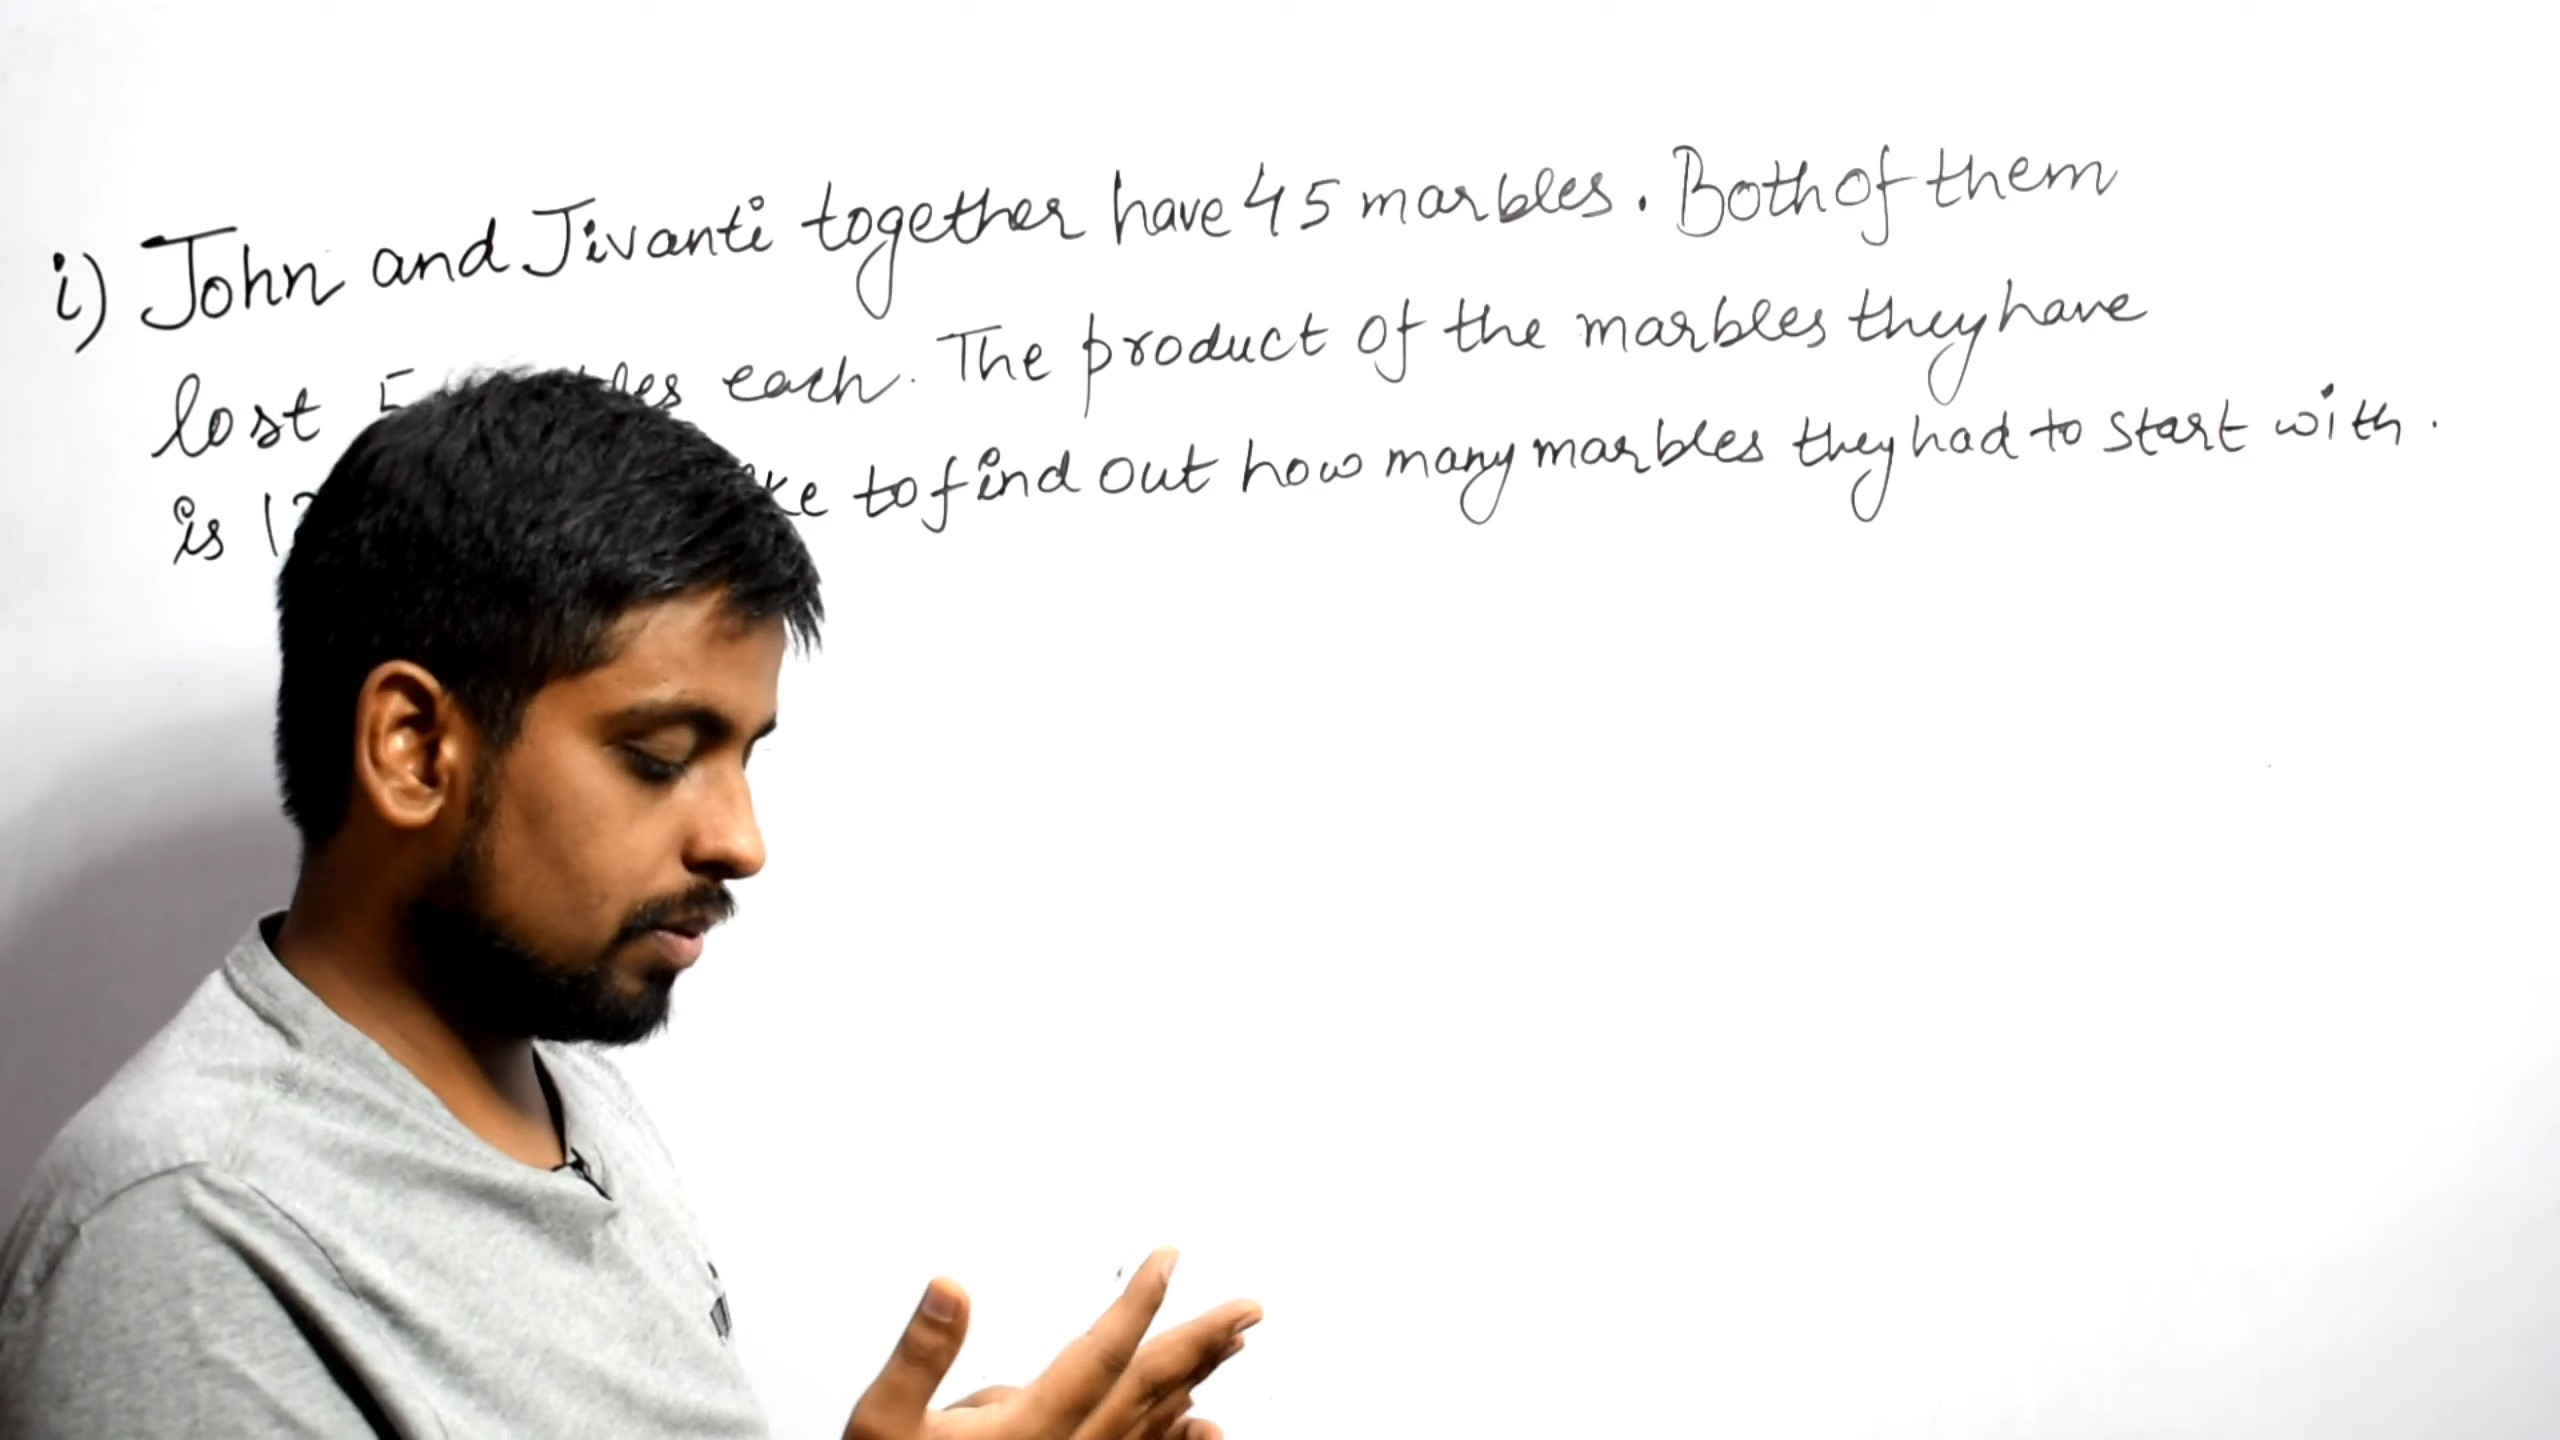 i) John and Jivanti together have 45 marbles. Both of them
lost each. The product of the marbles they have
is to find out how many marbles they had to start with.